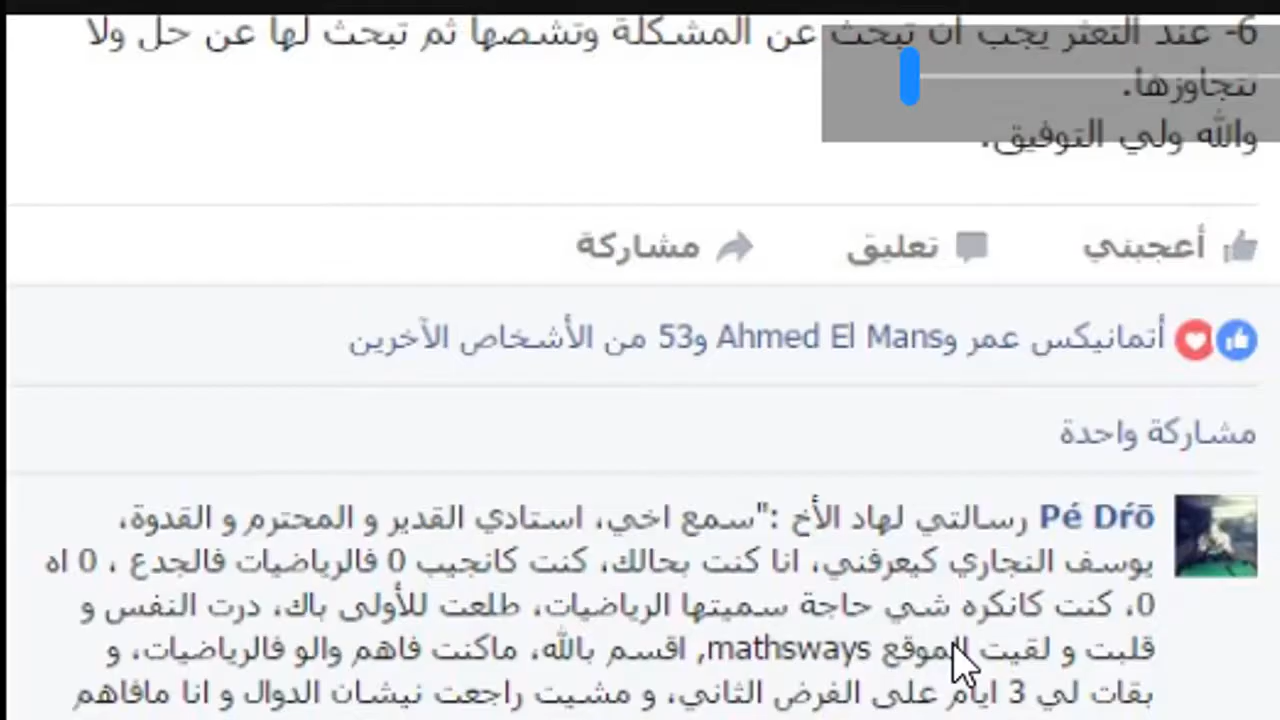 6- عند التعثر يجب ان تبحث عن المشكلة وتشصها ثم تبحث لها عن حل ولا
تتجاوزها.
والله ولي التوفيق.
أعجبني تعليق مشاركة
أتمانيكس عمر وAhmed El Mans و53 من الأشخاص الآخرين
مشاركة واحدة
Pé Dŕō رسالتي لهاد الأخ :"سمع اخي، استادي القدير و المحترم و القدوة،
يوسف النجاري كيعرفني، انا كنت بحالك، كنت كانجيب 0 فالرياضيات فالجدع ، 0 اه
0، كنت كانكره شي حاجة سميتها الرياضيات، طلعت للأولى باك، درت النفس و
قلبت و لقيت الموقع mathsways, اقسم بالله، ماكنت فاهم والو فالرياضيات، و
بقات لي 3 ايام على الفرض الثاني، و مشيت راجعت نيشان الدوال و انا مافاهم